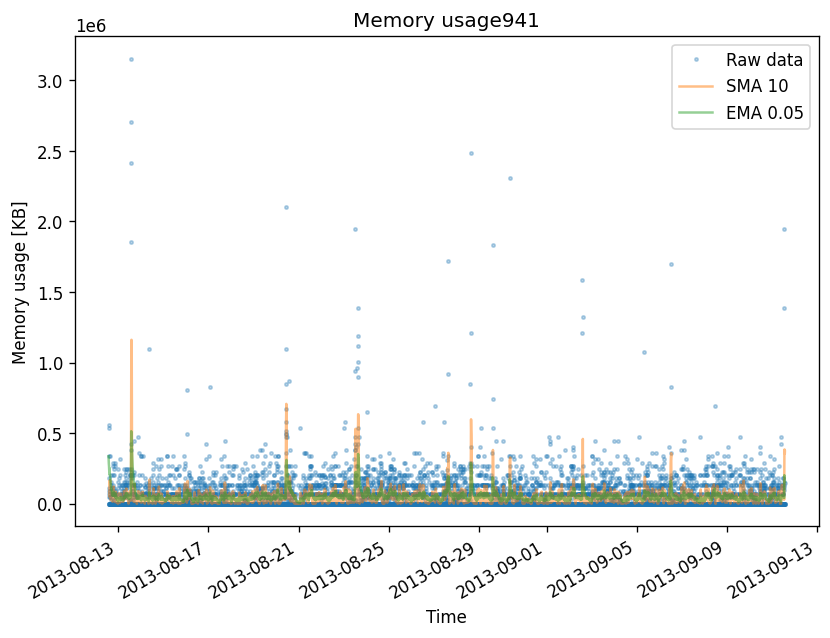 Memory usage941
1e6
Raw data
SMA 10
EMA 0.05
3.0
2.5
2.0
1.5
1.0
0.5
0.0
Memory usage [KB]
2013-08-13
2013-08-17
2013-08-21
2013-08-25
2013-08-29
2013-09-01
2013-09-05
2013-09-09
2013-09-13
Time